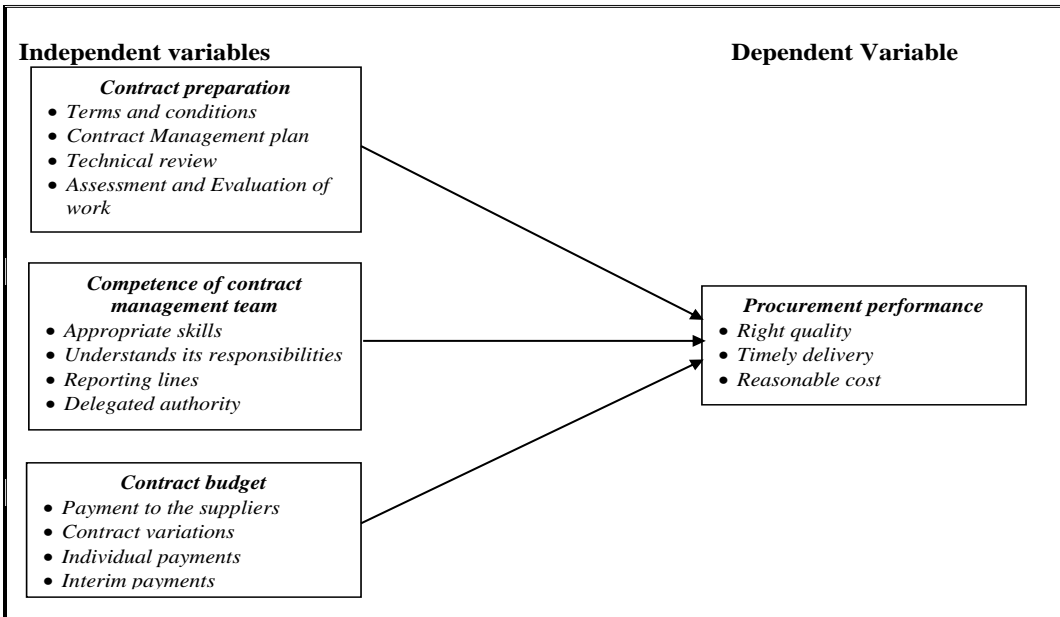 Independent variables
Contract preparation
• Terms and conditions
• Contract Management plan
• Technical review
• Assessment and Evaluation of
work
Competence of contract
management team
• Appropriate skills
• Understands its responsibilities
• Reporting lines
• Delegated authority
Contract budget
• Payment to the suppliers
• Contract variations
• Individual payments
• Interim payments
Dependent Variable
Procurement performance
• Right quality
• Timely delivery
• Reasonable cost